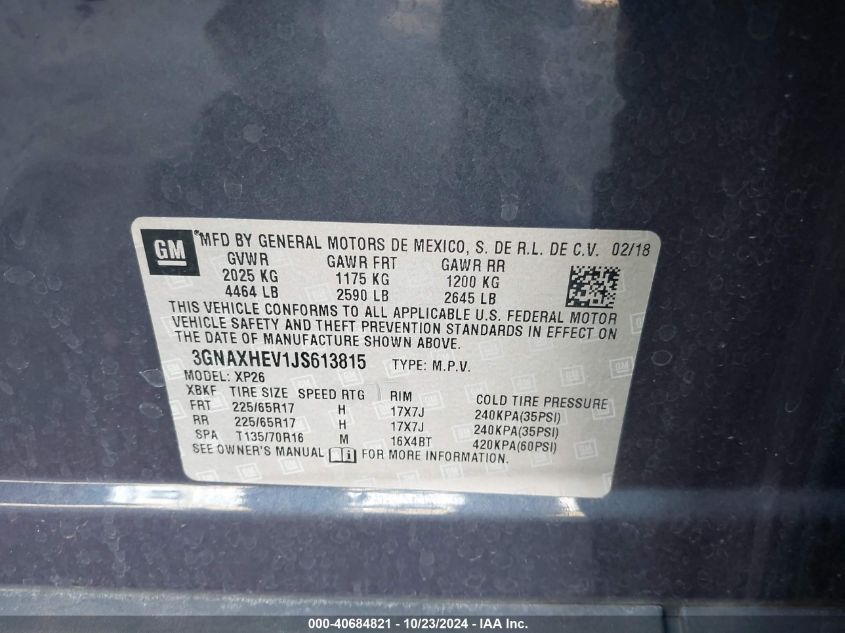 GM
*MFD BY GENERAL MOTORS DE MEXICO, S. DE R.L. DE C.V. 02/18
GVWR GAWR FRT GAWR RR
2025 KG 1175 KG 1200 KG
4464 LB 2590 LB 2645 LB
THIS VEHICLE CONFORMS TO ALL APPLICABLE U.S. FEDERAL MOTOR
VEHICLE SAFETY AND THEFT PREVENTION STANDARDS IN EFFECT ON
THE DATE OF MANUFACTURE SHOWN ABOVE.
3GNAXHEV1JS613815 TYPE: M.P.V.
MODEL: XP26
XBKF TIRE SIZE SPEED RTG RIM COLD TIRE PRESSURE
FRT 225/65R17 H 17X7J 240KPA(35PSI)
RR 225/65R17 H 17X7J 240KPA(35PSI)
SPA T135/70R16 M 16X4BT 420KPA(60PSI)
SEE OWNER'S MANUAL FOR MORE INFORMATION.
000-40684821 - 10/23/2024 - IAA Inc.